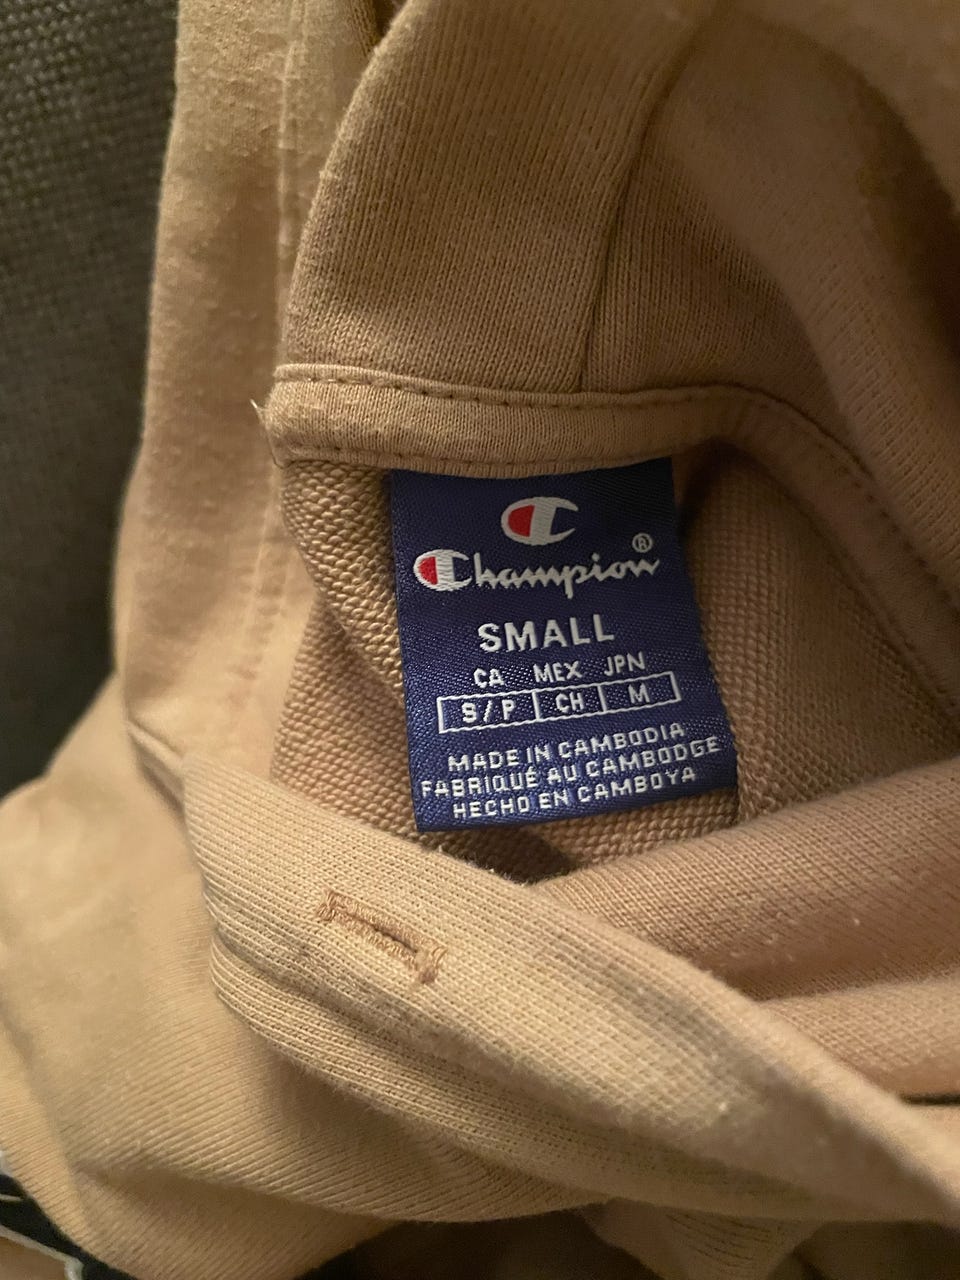 Champion®
SMALL
CA MEX JPN
S/P CH M
MADE IN CAMBODIA
FABRIQUÉ AU CAMBODGE
HECHO EN CAMBOYA